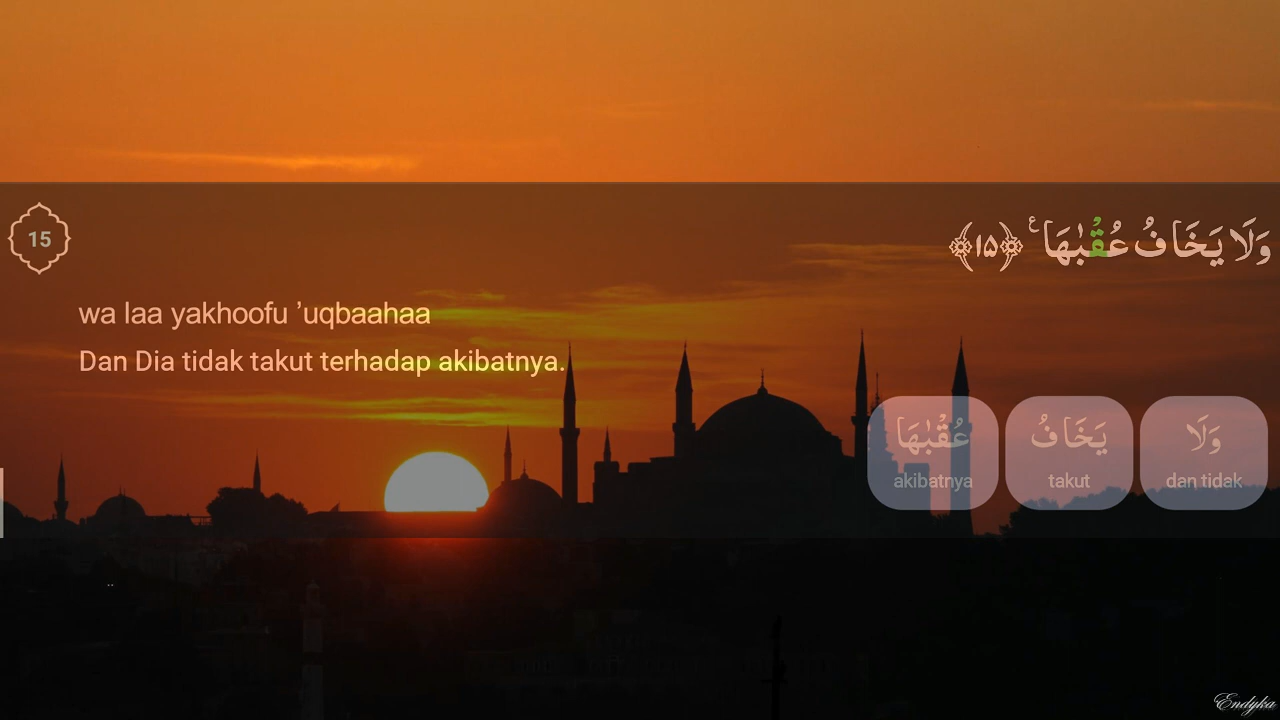 15
وَلَا يَخَافُ عُقْبٰهَا ࣖ ﴿١٥﴾
wa laa yakhoofu ’uqbaahaa
Dan Dia tidak takut terhadap akibatnya.
وَلَا
dan tidak
يَخَافُ
takut
عُقْبٰهَا
akibatnya
Endyka